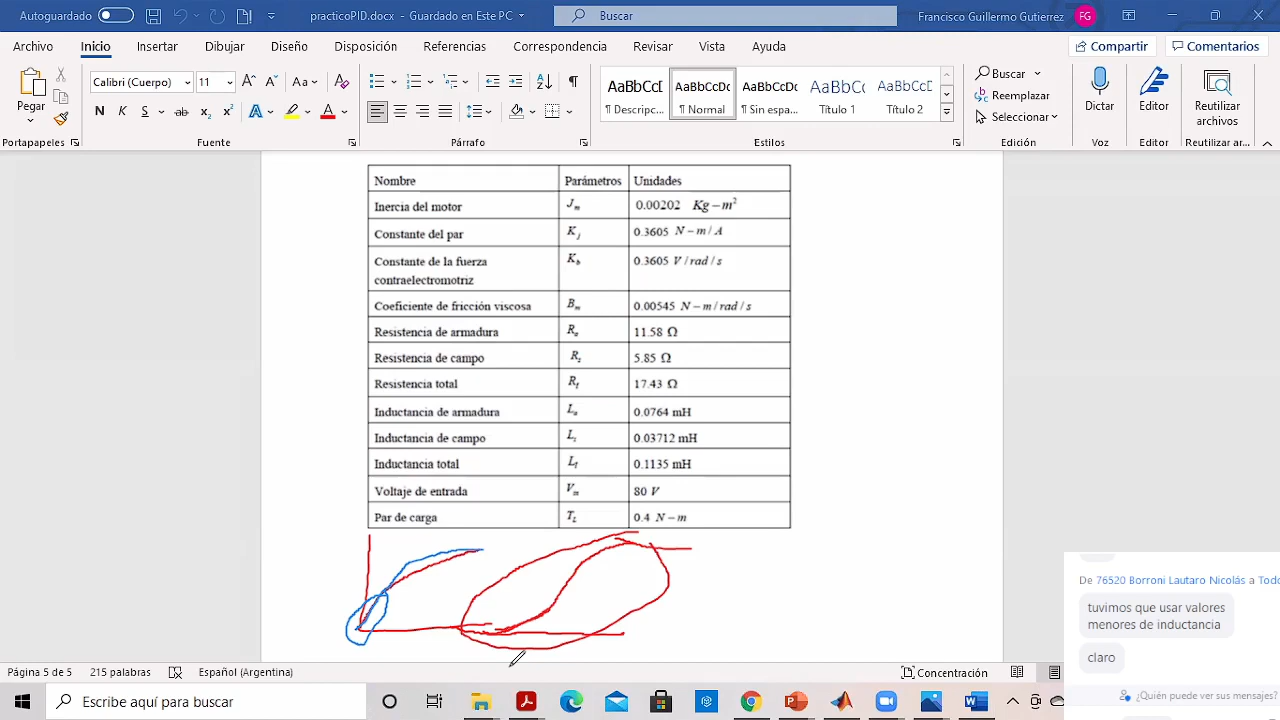 Autoguardado
practicoPID.docx - Guardado en Este PC
Buscar
Francisco Guillermo Gutierez
FG
Archivo
Inicio
Insertar
Dibujar
Diseño
Disposición
Referencias
Correspondencia
Revisar
Vista
Ayuda
Compartir
Comentarios
Pegar
Portapapeles
Calibri (Cuerpo)
11
Fuente
Párrafo
AaBbCcD
¶ Descripc...
AaBbCcDc
¶ Normal
AaBbCcDc
¶ Sin espa...
AaBbCc
Título 1
AaBbCcD
Título 2
Estilos
Buscar
Reemplazar
Seleccionar
Edición
Dictar
Voz
Editor
Editor
Reutilizar
archivos
Reutilizar ar...
Nombre Parámetros Unidades
Inercia del motor J_m 0.00202 Kg – m²
Constante del par K_j 0.3605 N – m / A
Constante de la fuerza
contraelectromotriz K_b 0.3605 V / rad / s
Coeficiente de fricción viscosa B_m 0.00545 N – m / rad / s
Resistencia de armadura R_a 11.58 Ω
Resistencia de campo R_s 5.85 Ω
Resistencia total R_t 17.43 Ω
Inductancia de armadura L_a 0.0764 mH
Inductancia de campo L_s 0.03712 mH
Inductancia total L_t 0.1135 mH
Voltaje de entrada V_in 80 V
Par de carga T_L 0.4 N – m
De 76520 Borroni Lautaro Nicolás a Todo
tuvimos que usar valores
menores de inductancia
claro
¿Quién puede ver sus mensajes?
Página 5 de 5
215 palabras
Español (Argentina)
Concentración
Escribe aquí para buscar